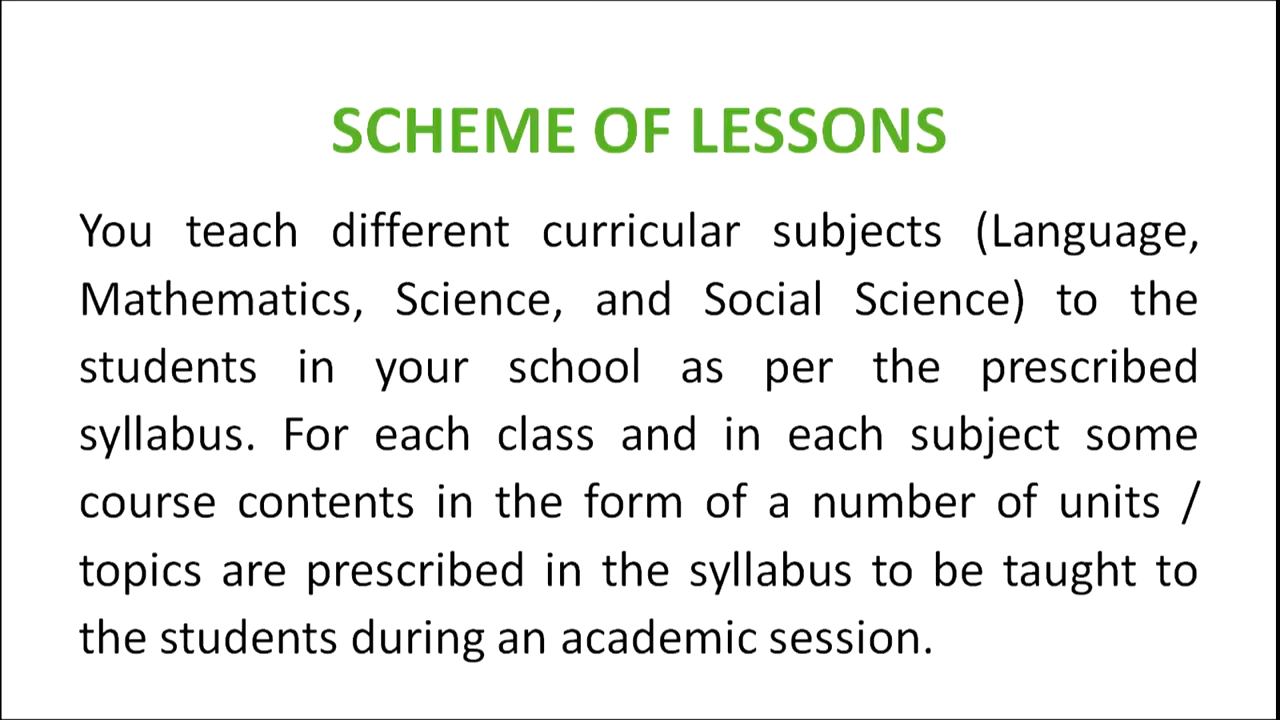 SCHEME OF LESSONS
You teach different curricular subjects (Language,
Mathematics, Science, and Social Science) to the
students in your school as per the prescribed
syllabus. For each class and in each subject some
course contents in the form of a number of units /
topics are prescribed in the syllabus to be taught to
the students during an academic session.